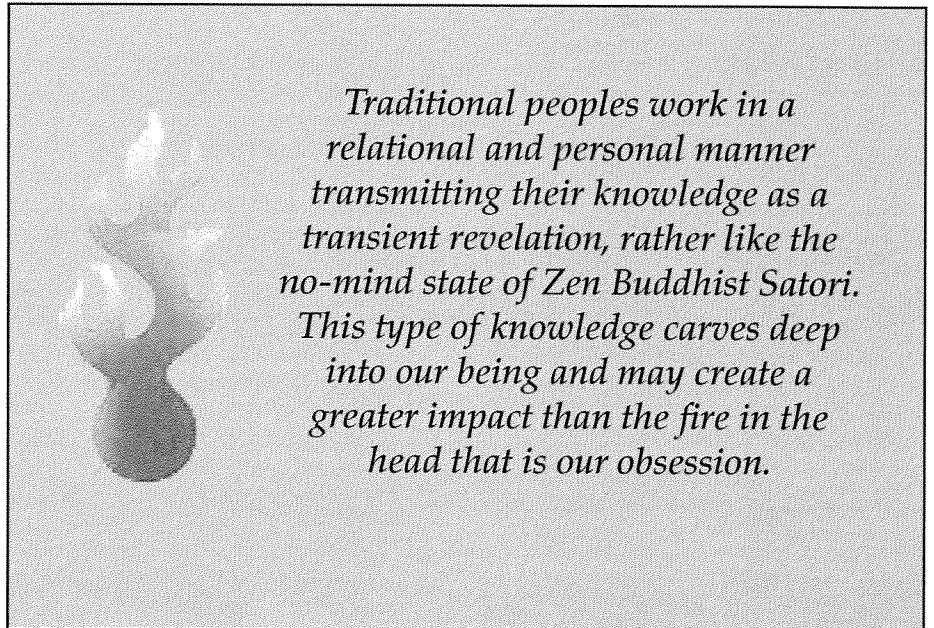 Traditional peoples work in a
relational and personal manner
transmitting their knowledge as a
transient revelation, rather like the
no-mind state of Zen Buddhist Satori.
This type of knowledge carves deep
into our being and may create a
greater impact than the fire in the
head that is our obsession.